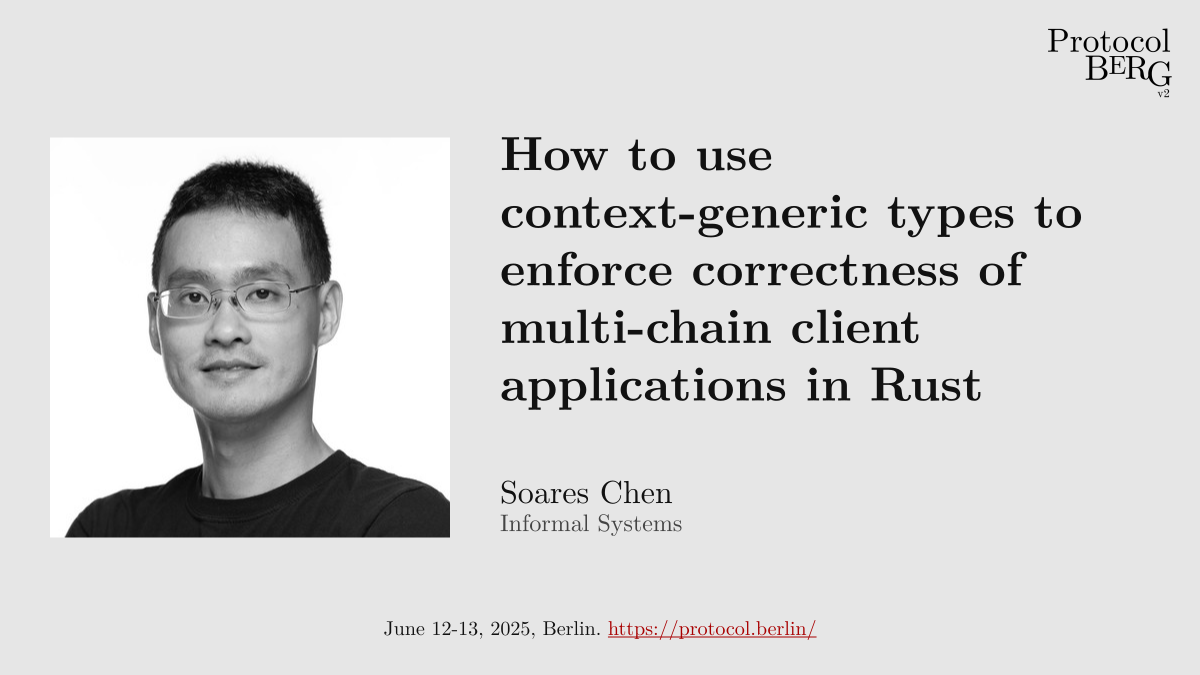 Protocol
BERG
v2
How to use
context-generic types to
enforce correctness of
multi-chain client
applications in Rust
Soares Chen
Informal Systems
June 12-13, 2025, Berlin. https://protocol.berlin/